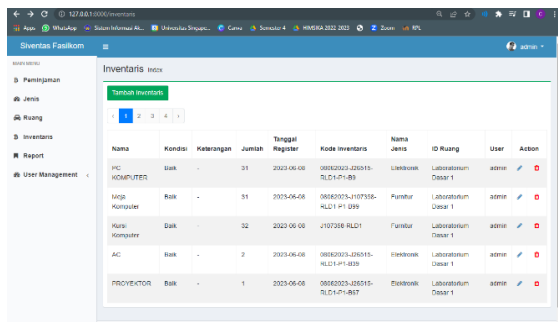 127.0.0.1:8000/inventaris
Apps WhatsApp Sistem Informasi Ak... Universitas Singape... Canva Semester 4 HIMSIKA 2022 2023 Zoom RPL
Siventas Fasilkom admin
MAIN MENU
Peminjaman
Jenis
Ruang
Inventaris
Report
User Management
Inventaris Index
Tambah Inventaris
‹ 1 2 3 4 ›
Nama Kondisi Keterangan Jumlah Tanggal Register Kode Inventaris Nama Jenis ID Ruang User Action
PC KOMPUTER Baik - 31 2023-06-08 08062023-J26515-RLD1-P1-B9 Elektronik Laboratorium Dasar 1 admin
Meja Komputer Baik - 31 2023-06-08 08062023-J107358-RLD1-P1-B99 Furnitur Laboratorium Dasar 1 admin
Kursi Komputer Baik - 32 2023-06-08 J107358-RLD1 Furnitur Laboratorium Dasar 1 admin
AC Baik - 2 2023-06-08 08062023-J26515-RLD1-P1-B39 Elektronik Laboratorium Dasar 1 admin
PROYEKTOR Baik - 1 2023-06-08 08062023-J26515-RLD1-P1-B67 Elektronik Laboratorium Dasar 1 admin